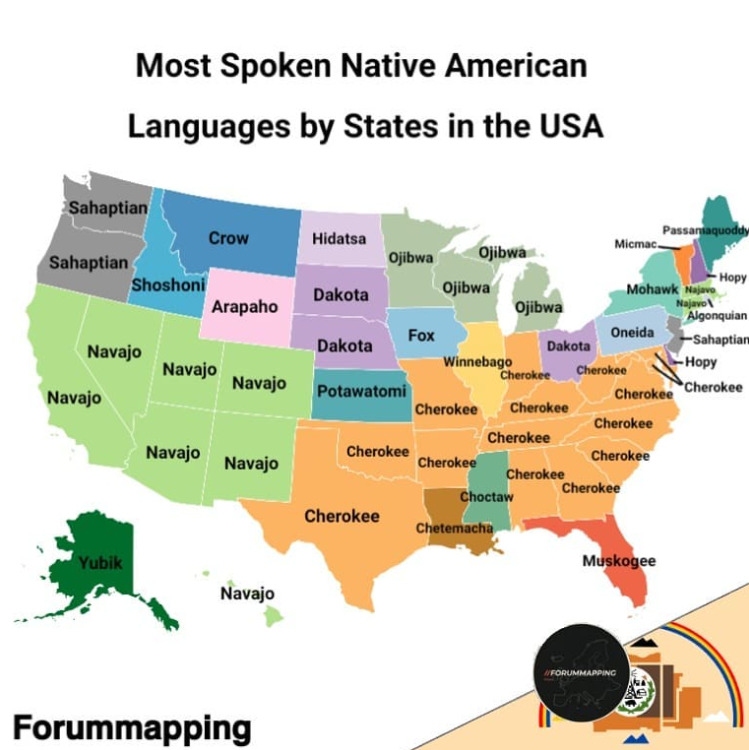 Most Spoken Native American
Languages by States in the USA
Sahaptian
Sahaptian
Crow
Hidatsa
Ojibwa
Ojibwa
Ojibwa
Ojibwa
Passamaquoddy
Micmac
Hopy
Shoshoni
Arapaho
Dakota
Mohawk
Navajo
Navajo
Algonquian
Dakota
Fox
Winnebago
Cherokee
Dakota
Oneida
Sahaptian
Hopy
Cherokee
Navajo
Navajo
Navajo
Navajo
Potawatomi
Cherokee
Cherokee
Cherokee
Cherokee
Cherokee
Cherokee
Navajo
Navajo
Cherokee
Cherokee
Cherokee
Cherokee
Cherokee
Cherokee
Choctaw
Chetemacha
Muskogee
Yubik
Navajo
//FORUMMAPPING
Forummapping